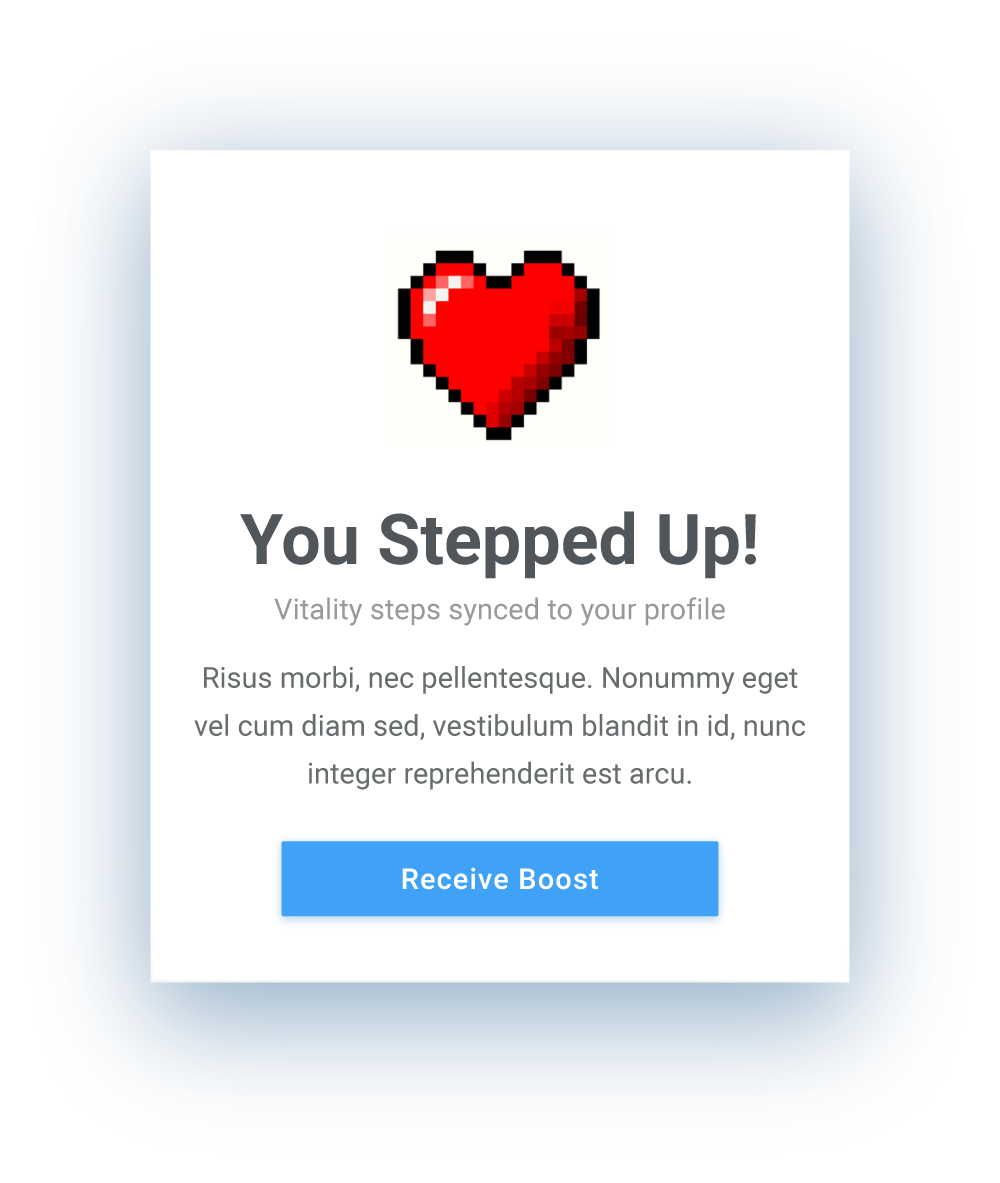 You Stepped Up!
Vitality steps synced to your profile
Risus morbi, nec pellentesque. Nonummy eget
vel cum diam sed, vestibulum blandit in id, nunc
integer reprehenderit est arcu.
Receive Boost